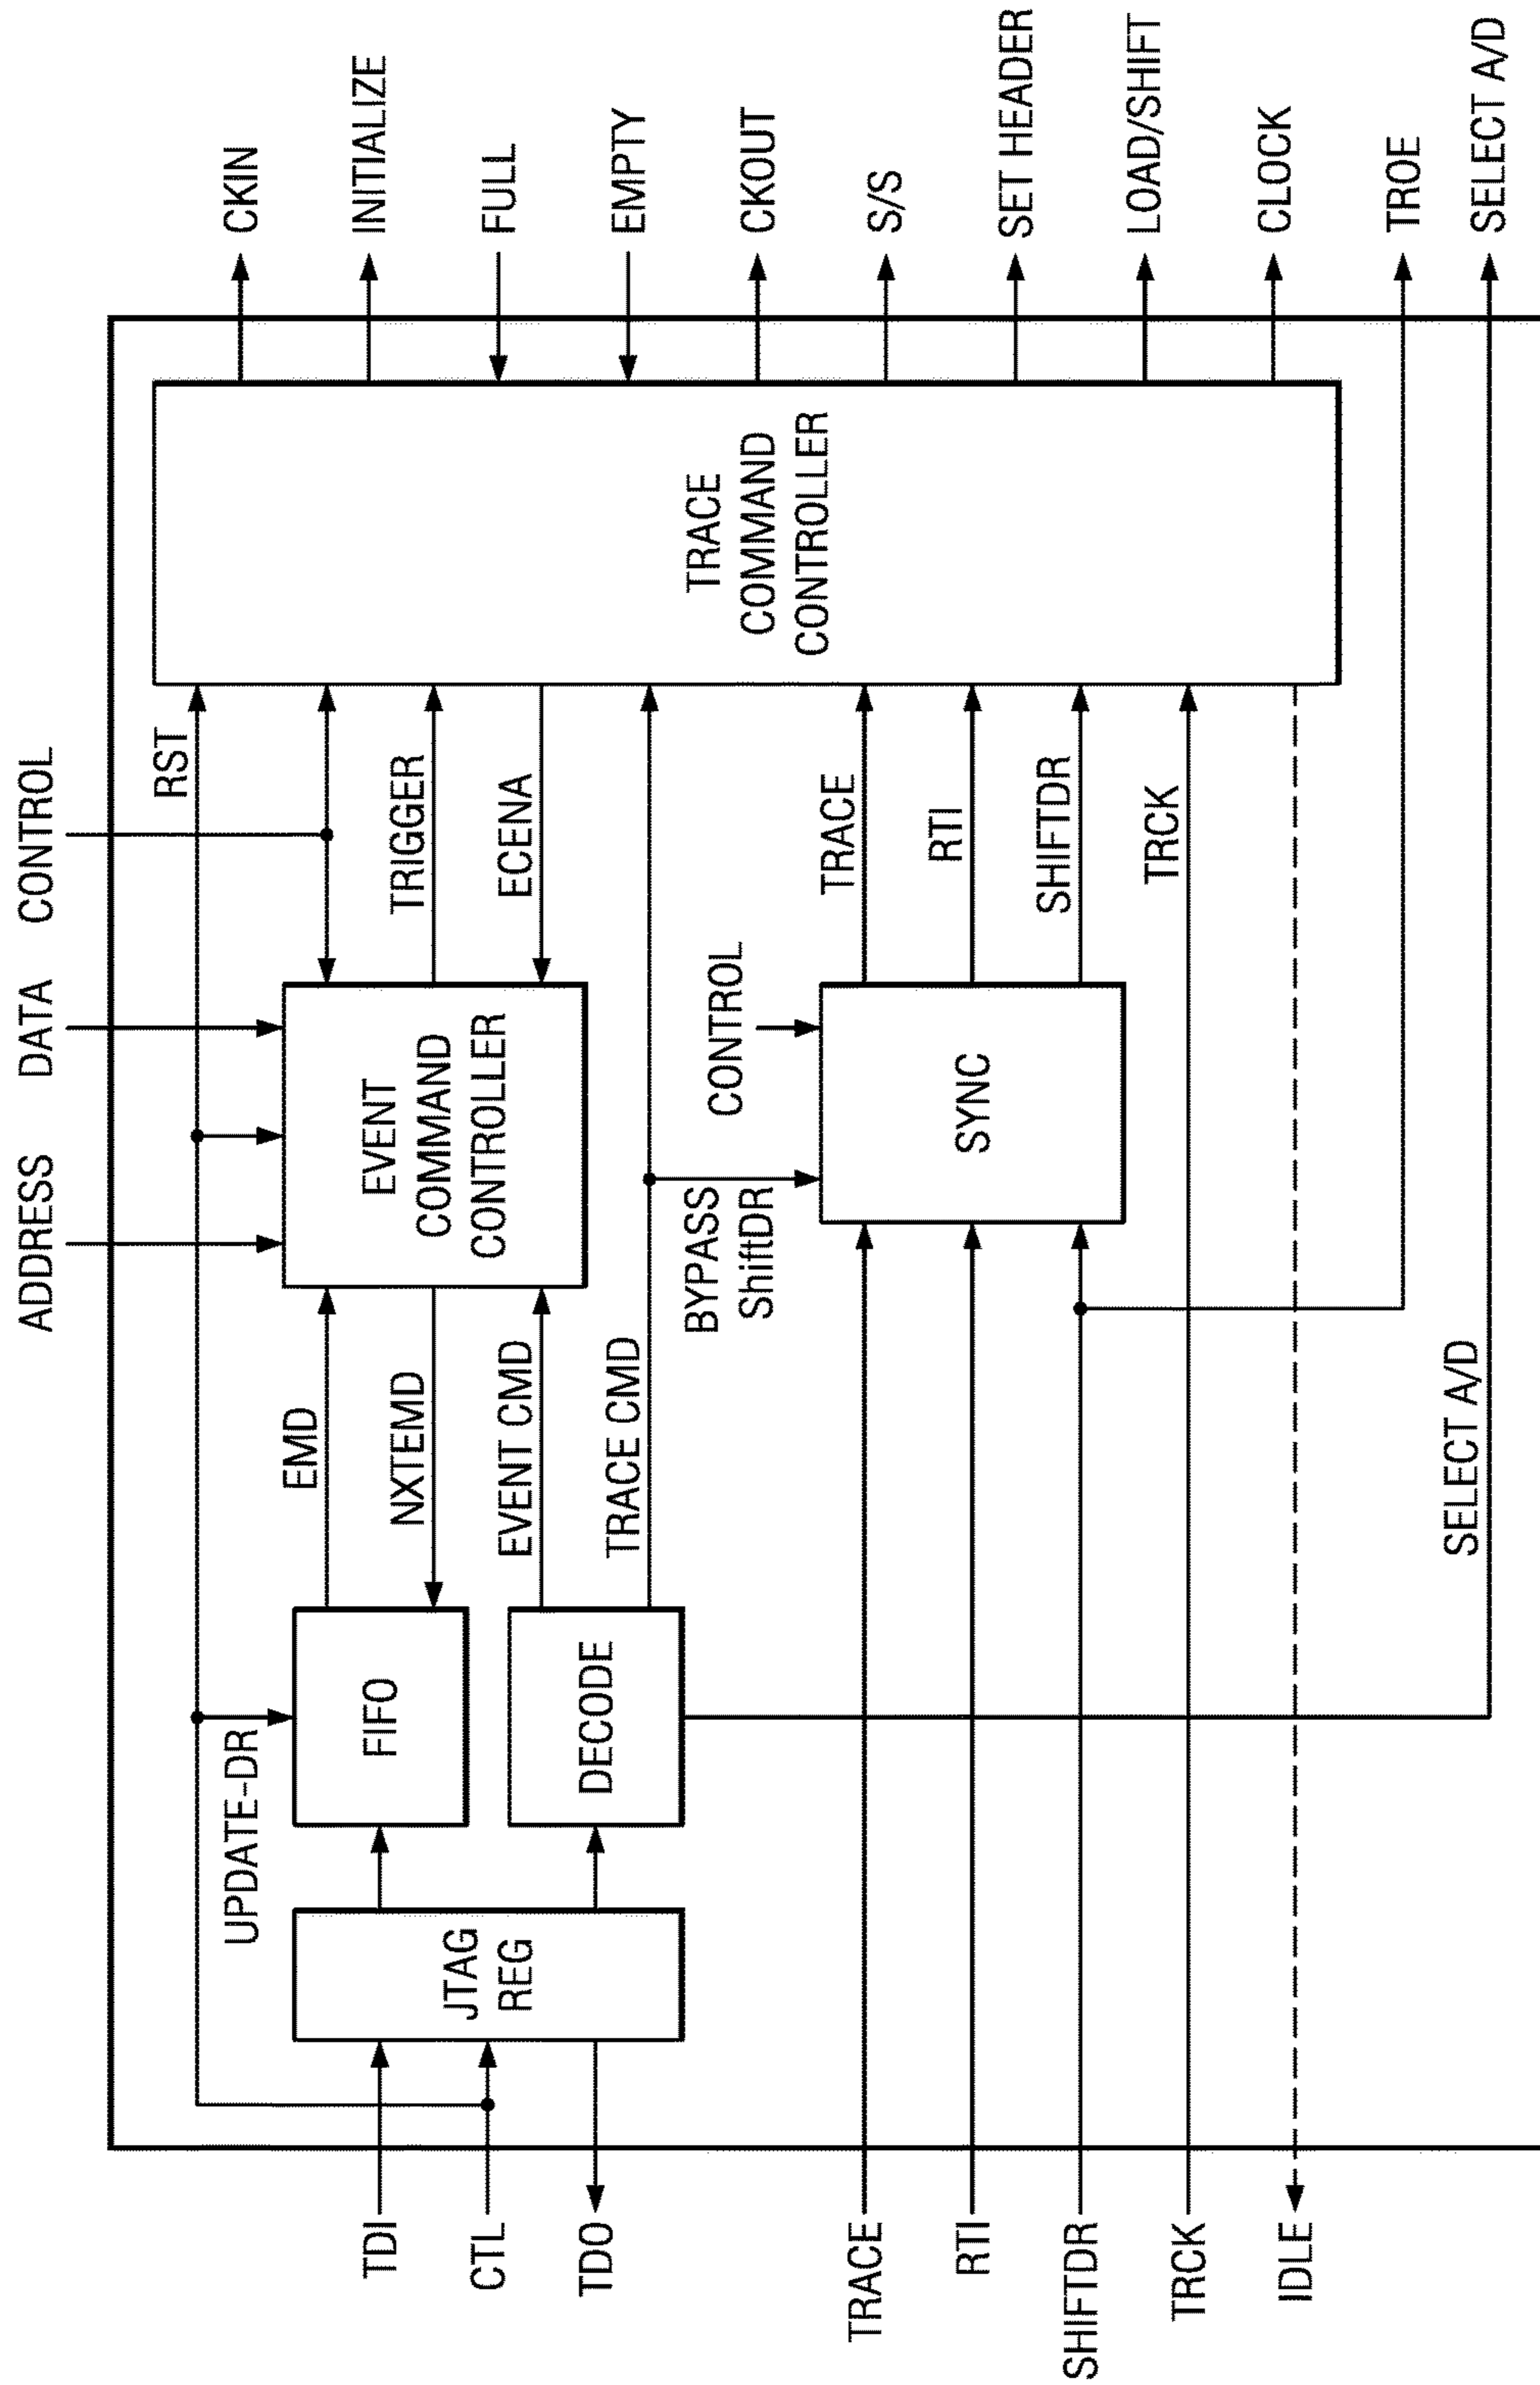 ADDRESS
DATA
CONTROL
RST
UPDATE-DR
TDI
CTL
TDO
JTAG
REG
FIFO
DECODE
EMD
NXTEMD
EVENT CMD
TRACE CMD
EVENT
COMMAND
CONTROLLER
TRIGGER
ECENA
TRACE
COMMAND
CONTROLLER
CKIN
INITIALIZE
FULL
EMPTY
CKOUT
S/S
SET HEADER
LOAD/SHIFT
CLOCK
TROE
SELECT A/D
BYPASS
ShiftDR
CONTROL
SYNC
TRACE
RTI
SHIFTDR
TRCK
TRACE
RTI
SHIFTDR
TRCK
IDLE
SELECT A/D